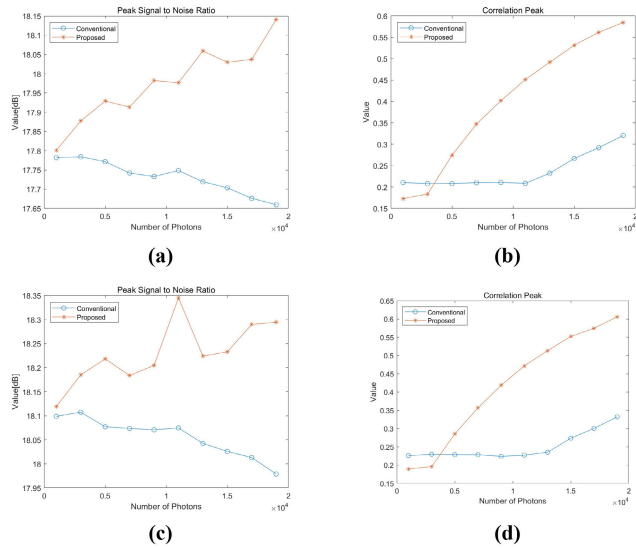 Peak Signal to Noise Ratio
18.15
18.1
18.05
18
17.95
17.9
17.85
17.8
17.75
17.7
17.65
Value[dB]
Conventional
Proposed
0
0.5
1
1.5
2
×10⁴
Number of Photons
(a)
Correlation Peak
0.6
0.55
0.5
0.45
0.4
0.35
0.3
0.25
0.2
0.15
Value
Conventional
Proposed
0
0.5
1
1.5
2
×10⁴
Number of Photons
(b)
Peak Signal to Noise Ratio
18.35
18.3
18.25
18.2
18.15
18.1
18.05
18
17.95
Value[dB]
Conventional
Proposed
0
0.5
1
1.5
2
×10⁴
Number of Photons
(c)
Correlation Peak
0.65
0.6
0.55
0.5
0.45
0.4
0.35
0.3
0.25
0.2
0.15
Value
Conventional
Proposed
0
0.5
1
1.5
2
×10⁴
Number of Photons
(d)